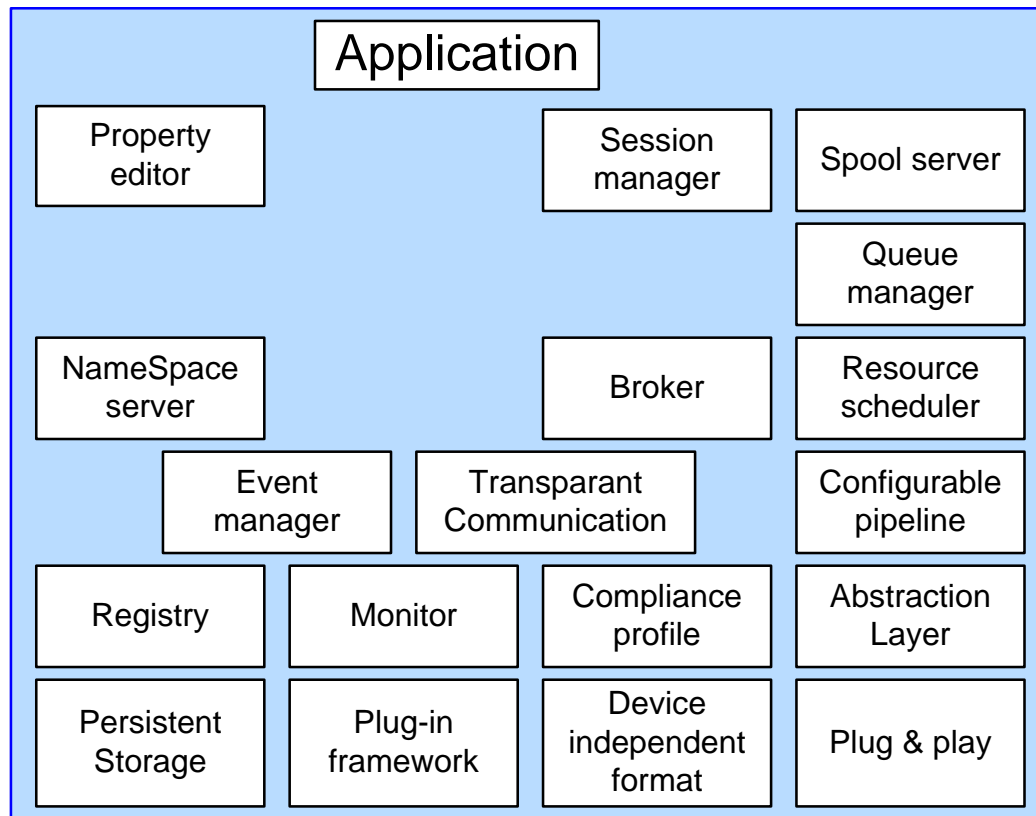 Application
Property
editor
Session
manager
Spool server
Queue
manager
NameSpace
server
Broker
Resource
scheduler
Event
manager
Transparant
Communication
Configurable
pipeline
Registry
Monitor
Compliance
profile
Abstraction
Layer
Persistent
Storage
Plug-in
framework
Device
independent
format
Plug & play